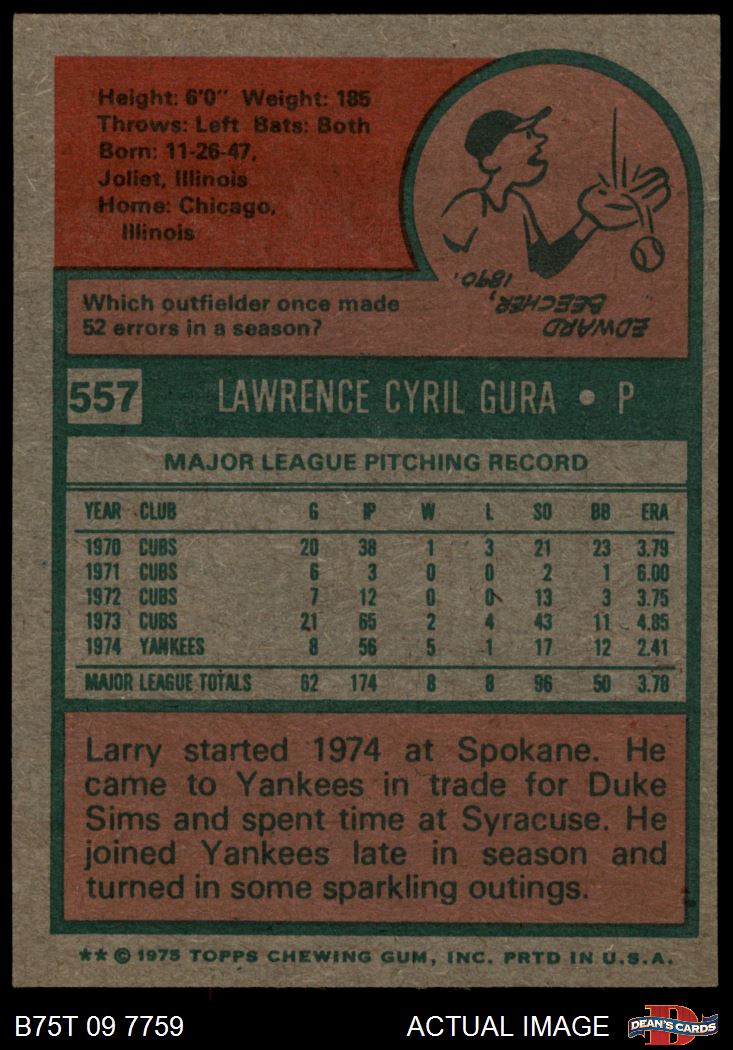 Height: 6'0" Weight: 185
Throws: Left Bats: Both
Born: 11-26-47,
Joliet, Illinois
Home: Chicago,
Illinois
Which outfielder once made
52 errors in a season?
EDWARD
BEECHER,
1890.
557 LAWRENCE CYRIL GURA • P
MAJOR LEAGUE PITCHING RECORD
YEAR CLUB G IP W L SO BB ERA
1970 CUBS 20 38 1 3 21 23 3.79
1971 CUBS 6 3 0 0 2 1 6.00
1972 CUBS 7 12 0 0 13 3 3.75
1973 CUBS 21 65 2 4 43 11 4.85
1974 YANKEES 8 56 5 1 17 12 2.41
MAJOR LEAGUE TOTALS 62 174 8 8 96 50 3.78
Larry started 1974 at Spokane. He
came to Yankees in trade for Duke
Sims and spent time at Syracuse. He
joined Yankees late in season and
turned in some sparkling outings.
** © 1975 TOPPS CHEWING GUM, INC. PRTD IN U.S.A.
B75T 09 7759 ACTUAL IMAGE D DEAN'S CARDS